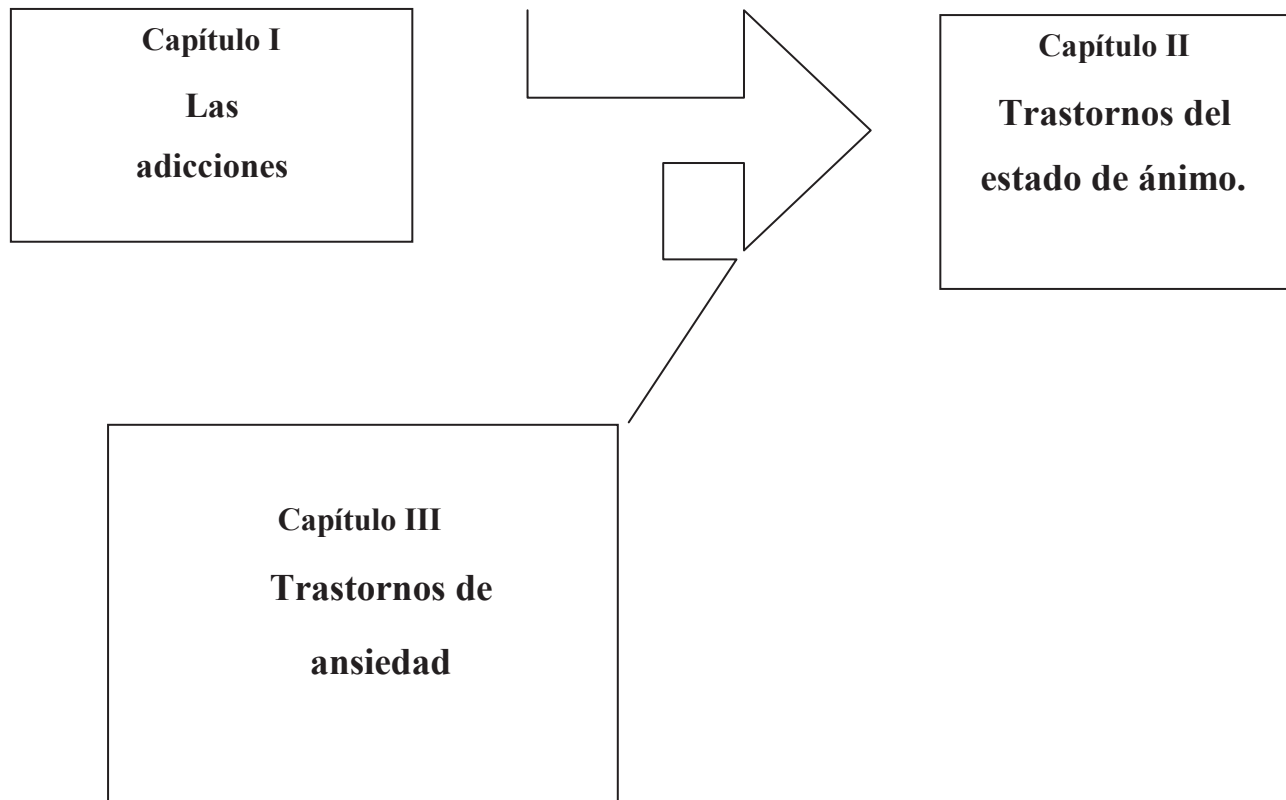 Capítulo I
Las
adicciones
Capítulo II
Trastornos del
estado de ánimo.
Capítulo III
Trastornos de
ansiedad